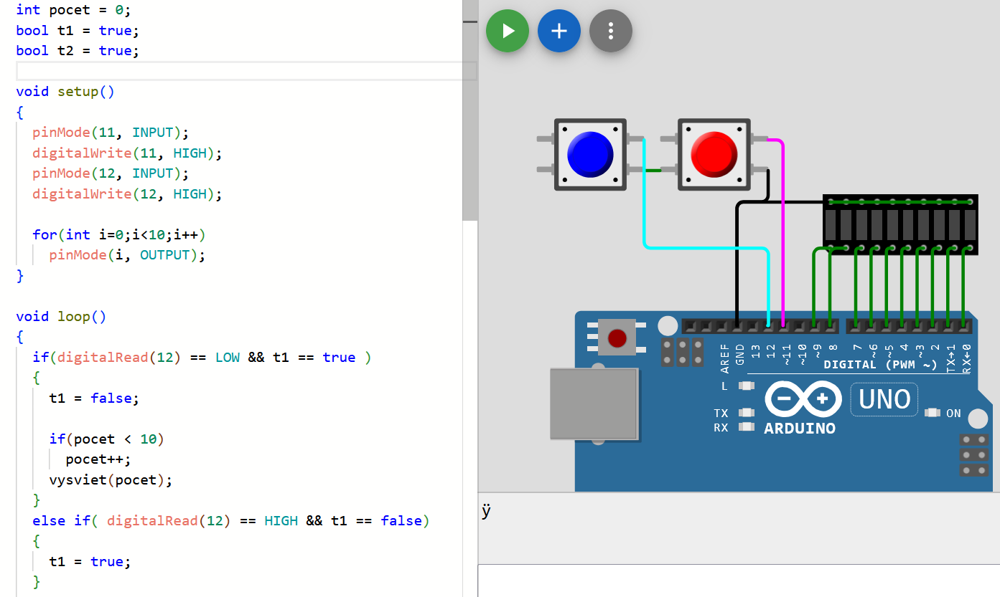 int pocet = 0;
bool t1 = true;
bool t2 = true;
void setup()
{
  pinMode(11, INPUT);
  digitalWrite(11, HIGH);
  pinMode(12, INPUT);
  digitalWrite(12, HIGH);
  for(int i=0;i<10;i++)
    pinMode(i, OUTPUT);
}
void loop()
{
  if(digitalRead(12) == LOW && t1 == true )
  {
    t1 = false;
    if(pocet < 10)
      pocet++;
    vysviet(pocet);
  }
  else if( digitalRead(12) == HIGH && t1 == false)
  {
    t1 = true;
  }
AREF
GND
13
12
~11
~10
~9
8
7
~6
~5
4
~3
2
TX→1
RX←0
DIGITAL (PWM ~)
L
TX
RX
UNO
ON
ARDUINO
ÿ